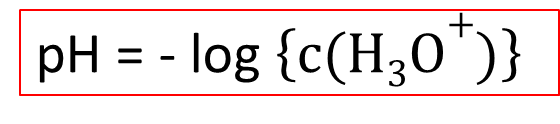 pH = - log {c(H₃O⁺)}